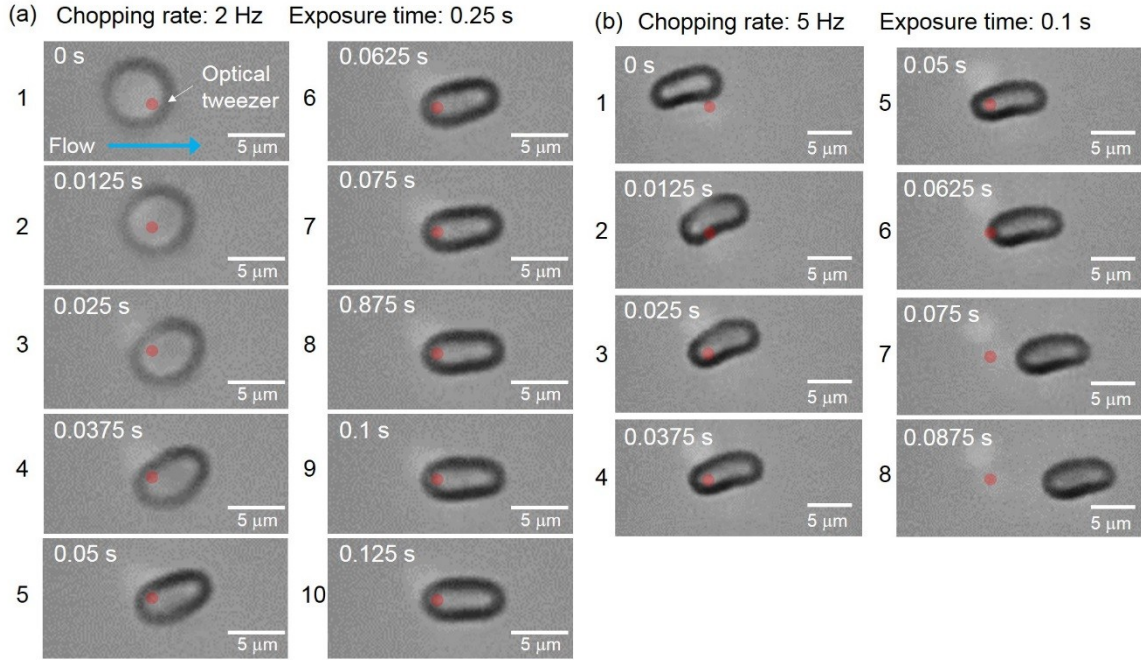 (a) Chopping rate: 2 Hz Exposure time: 0.25 s
1
0 s
Optical
tweezer
Flow
5 μm
2
0.0125 s
5 μm
3
0.025 s
5 μm
4
0.0375 s
5 μm
5
0.05 s
5 μm
6
0.0625 s
5 μm
7
0.075 s
5 μm
8
0.875 s
5 μm
9
0.1 s
5 μm
10
0.125 s
5 μm
(b) Chopping rate: 5 Hz Exposure time: 0.1 s
1
0 s
5 μm
2
0.0125 s
5 μm
3
0.025 s
5 μm
4
0.0375 s
5 μm
5
0.05 s
5 μm
6
0.0625 s
5 μm
7
0.075 s
5 μm
8
0.0875 s
5 μm